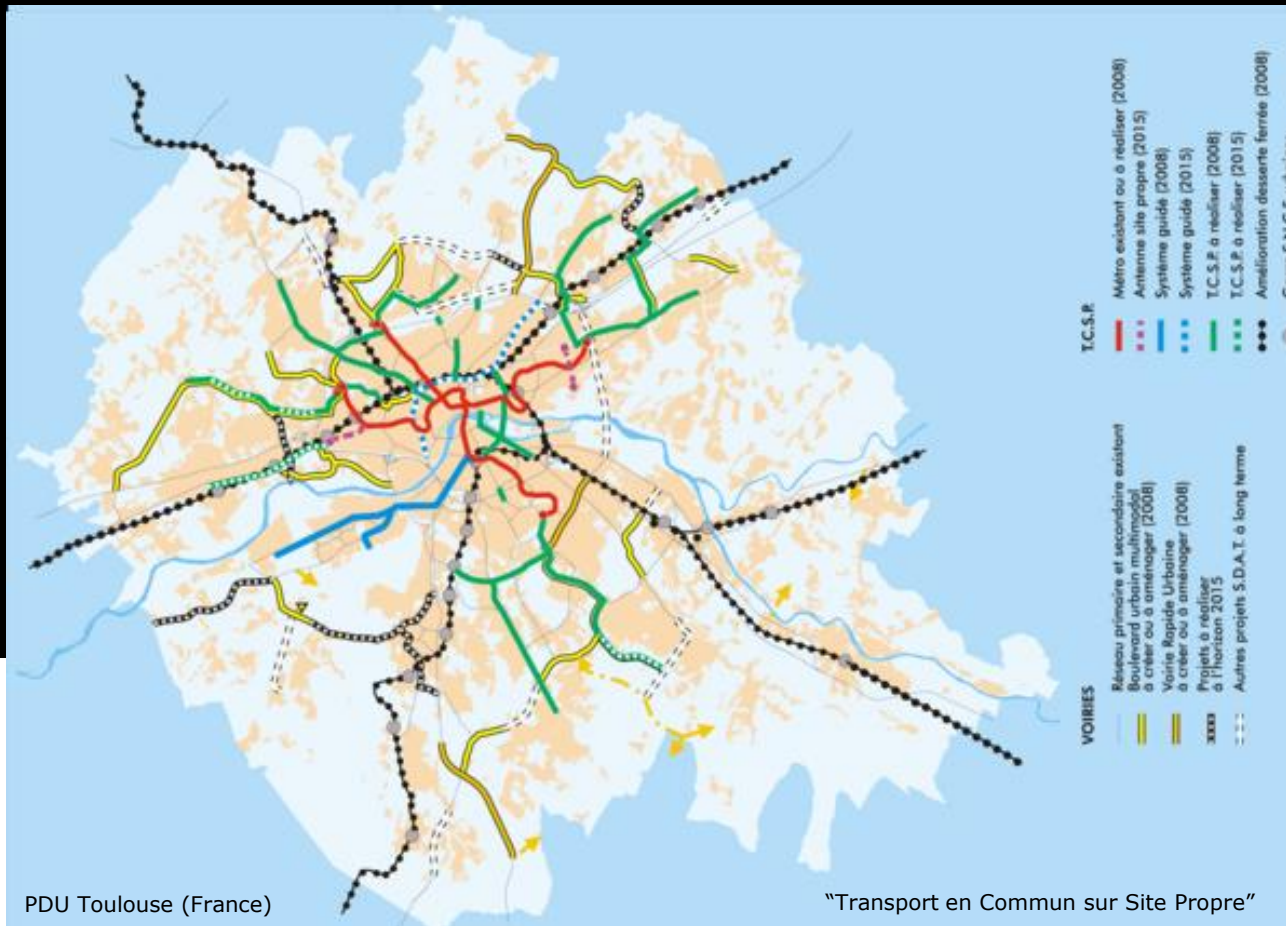 T.C.S.P.
Métro existant ou à réaliser (2008)
Antenne site propre (2015)
Système guidé (2008)
Système guidé (2015)
T.C.S.P. à réaliser (2008)
T.C.S.P. à réaliser (2015)
Amélioration desserte ferrée (2008)
VOIRIES
Réseau primaire et secondaire existant
Boulevard urbain multimodal
à créer ou à aménager (2008)
Voirie Rapide Urbaine
à créer ou à aménager (2008)
Projets à réaliser
à l'horizon 2015
Autres projets S.D.A.T. à long terme
PDU Toulouse (France)
"Transport en Commun sur Site Propre"